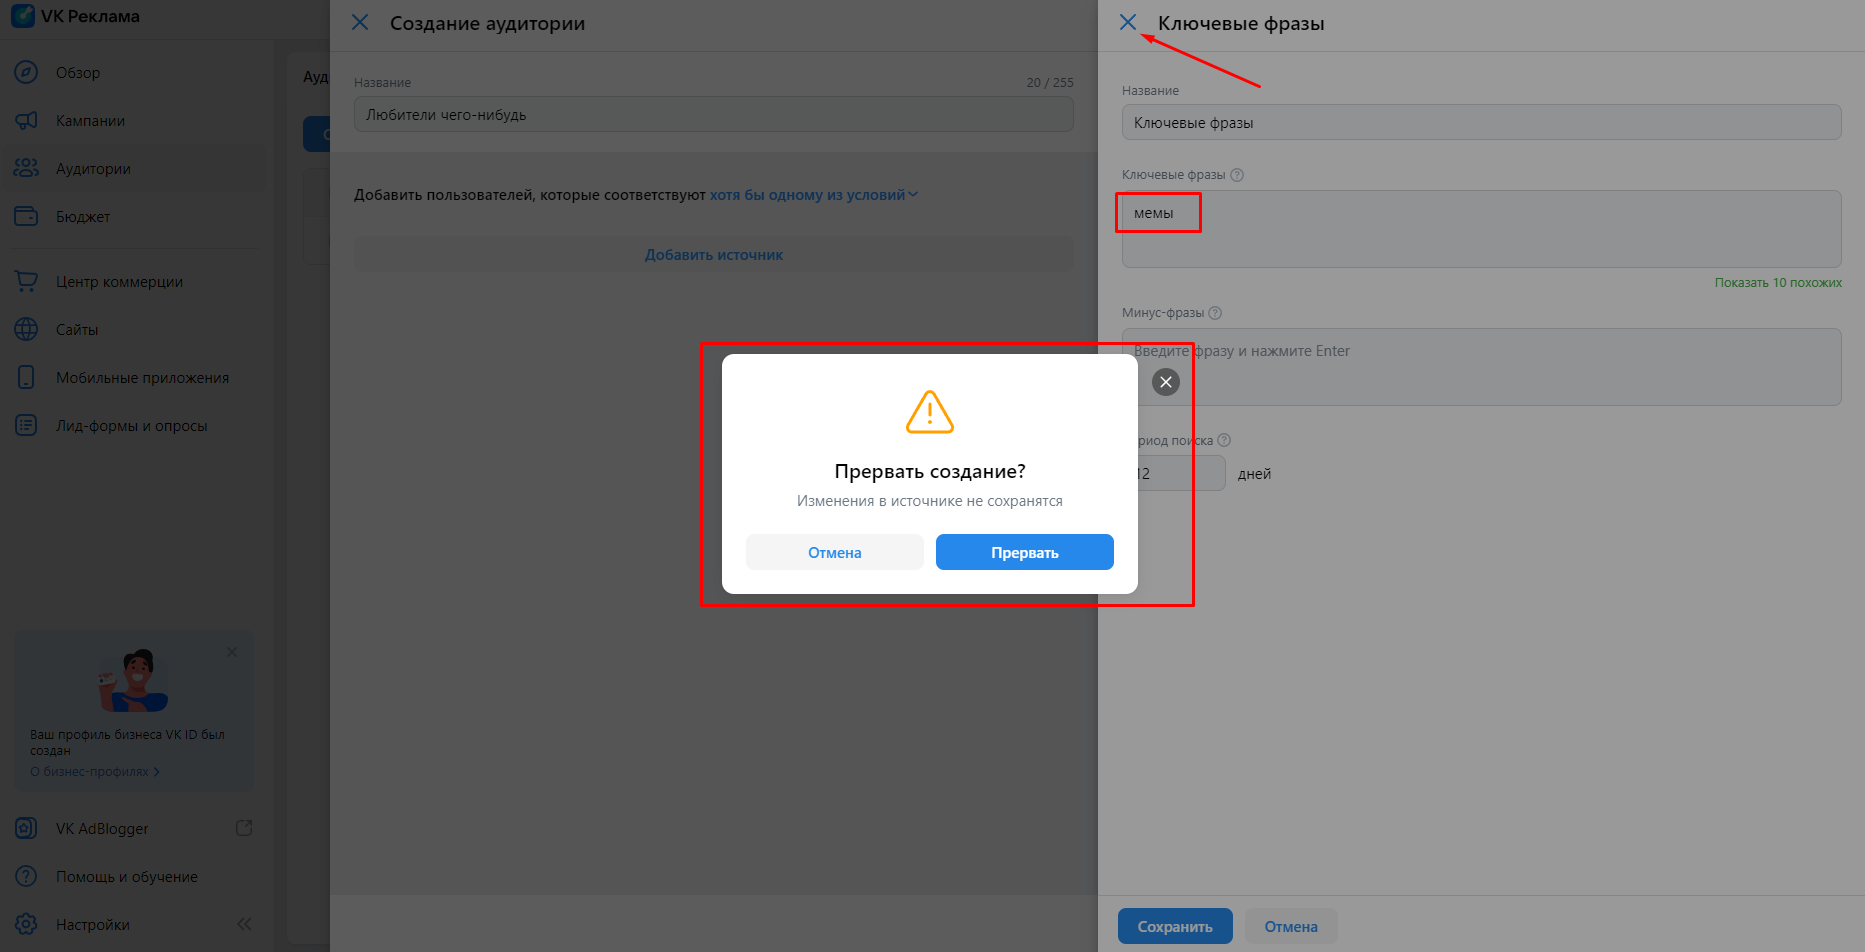 VK Реклама
Обзор
Кампании
Аудитории
Бюджет
Центр коммерции
Сайты
Мобильные приложения
Лид-формы и опросы
Ваш профиль бизнеса VK ID был
создан
О бизнес-профилях
VK AdBlogger
Помощь и обучение
Настройки
Ауд
С
Создание аудитории
Название
20 / 255
Любители чего-нибудь
Добавить пользователей, которые соответствуют хотя бы одному из условий
Добавить источник
Ключевые фразы
Название
Ключевые фразы
Ключевые фразы
мемы
Показать 10 похожих
Минус-фразы
Введите фразу и нажмите Enter
риод поиска
12 дней
Сохранить
Отмена
Прервать создание?
Изменения в источнике не сохранятся
Отмена
Прервать